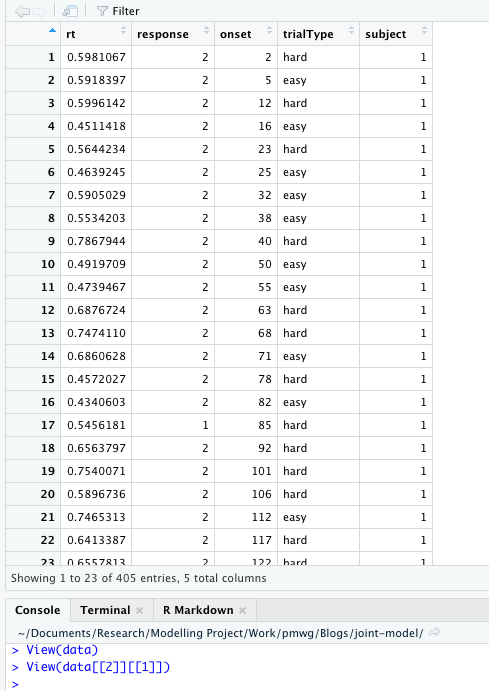 Filter
rt response onset trialType subject
1 0.5981067 2 2 hard 1
2 0.5918397 2 5 easy 1
3 0.5996142 2 12 hard 1
4 0.4511418 2 16 easy 1
5 0.5644234 2 23 hard 1
6 0.4639245 2 25 easy 1
7 0.5905029 2 32 easy 1
8 0.5534203 2 38 easy 1
9 0.7867944 2 40 hard 1
10 0.4919709 2 50 easy 1
11 0.4739467 2 55 easy 1
12 0.6876724 2 63 hard 1
13 0.7474110 2 68 hard 1
14 0.6860628 2 71 easy 1
15 0.4572027 2 78 hard 1
16 0.4340603 2 82 easy 1
17 0.5456181 1 85 hard 1
18 0.6563797 2 92 hard 1
19 0.7540071 2 101 hard 1
20 0.5896736 2 106 hard 1
21 0.7465313 2 112 easy 1
22 0.6413387 2 117 hard 1
23 0.6557813 2 122 hard 1
Showing 1 to 23 of 405 entries, 5 total columns
Console Terminal × R Markdown ×
~/Documents/Research/Modelling Project/Work/pmwg/Blogs/joint-model/
> View(data)
> View(data[[2]][[1]])
>